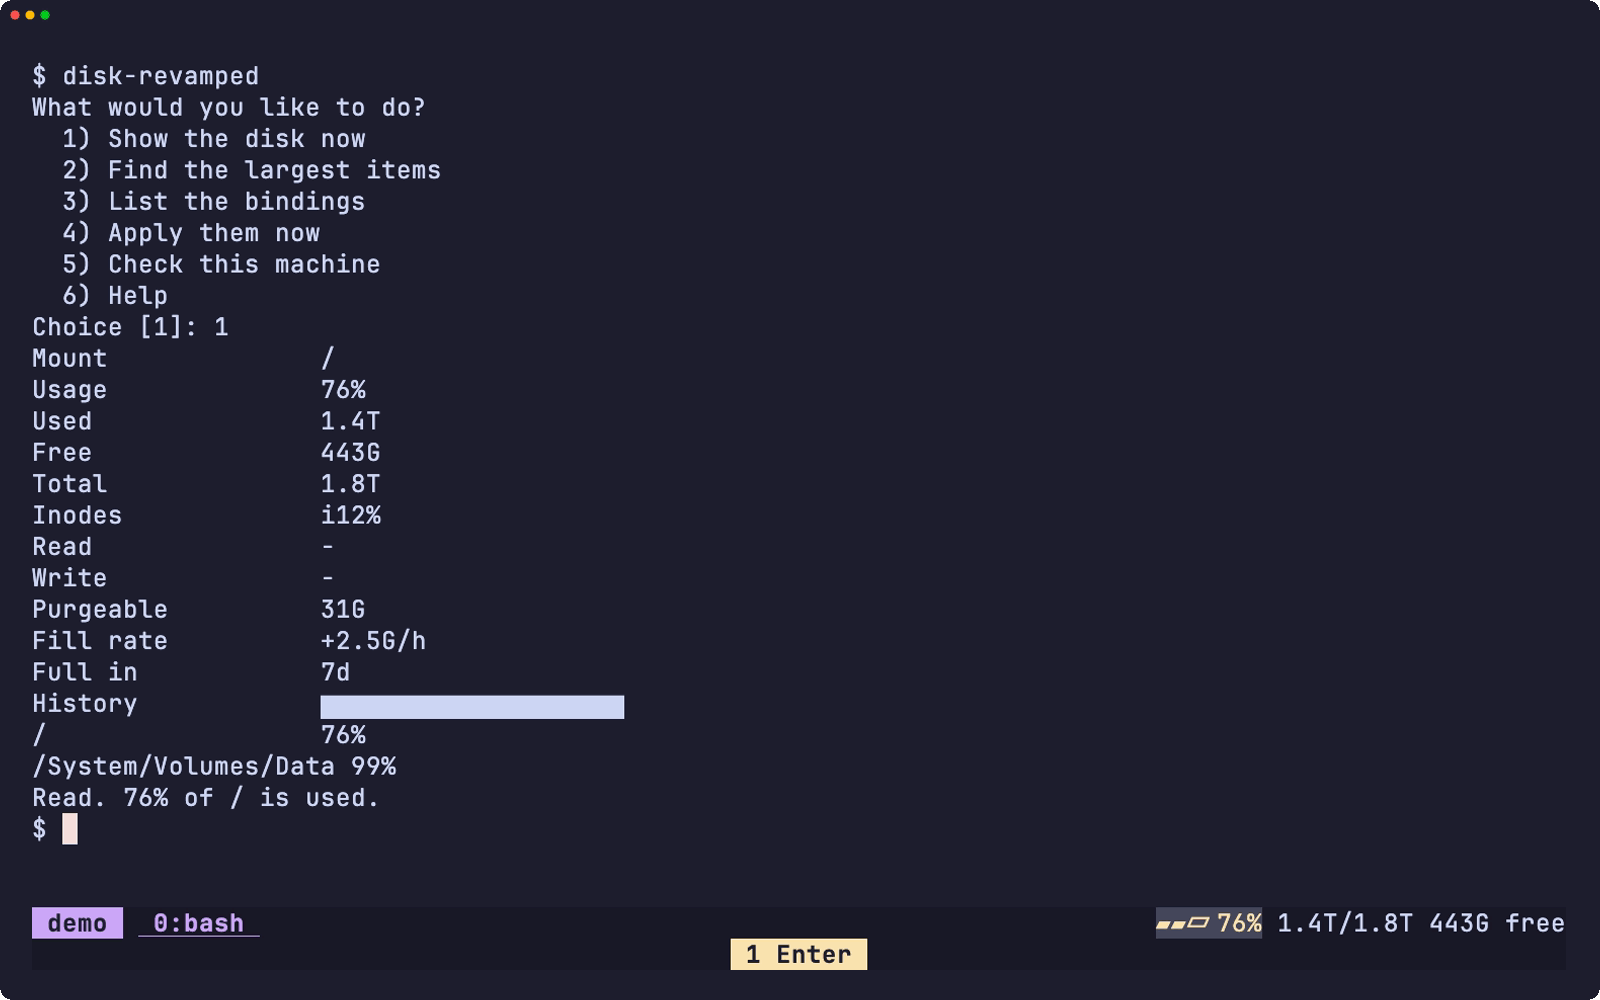 $ disk-revamped
What would you like to do?
  1) Show the disk now
  2) Find the largest items
  3) List the bindings
  4) Apply them now
  5) Check this machine
  6) Help
Choice [1]: 1
Mount              /
Usage              76%
Used               1.4T
Free               443G
Total              1.8T
Inodes             i12%
Read               -
Write              -
Purgeable          31G
Fill rate          +2.5G/h
Full in            7d
History
/                  76%
/System/Volumes/Data 99%
Read. 76% of / is used.
$
demo  0:bash  ▰▰▱ 76% 1.4T/1.8T 443G free
1 Enter